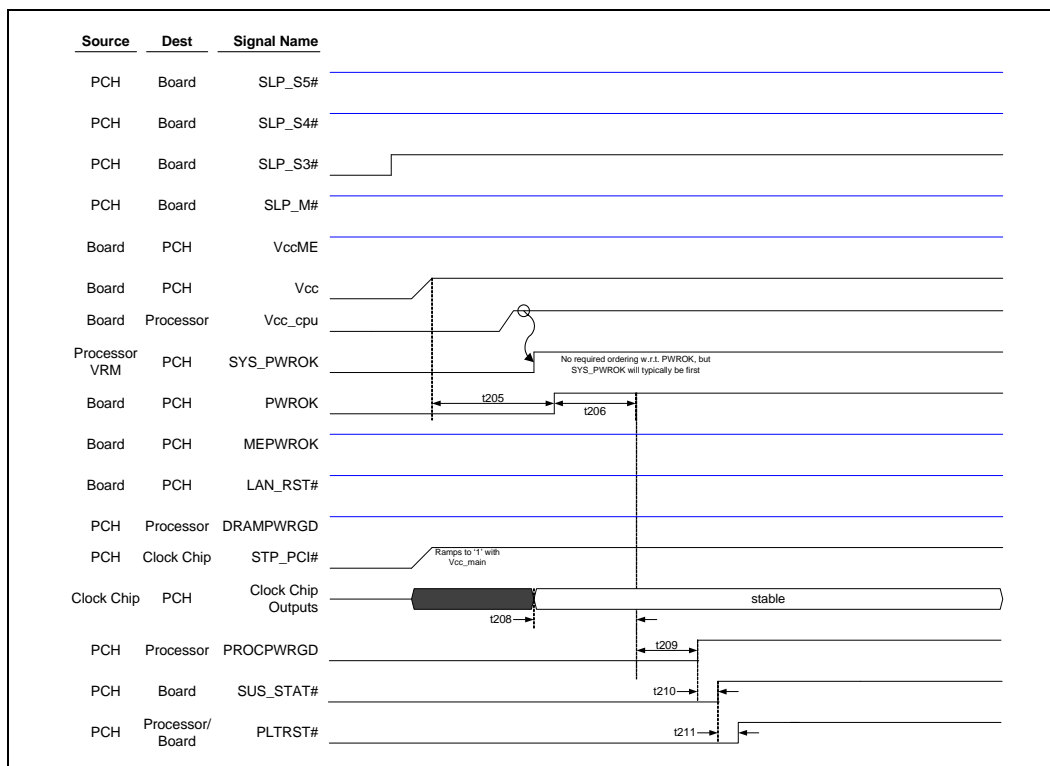 Source Dest Signal Name
PCH Board SLP_S5#
PCH Board SLP_S4#
PCH Board SLP_S3#
PCH Board SLP_M#
Board PCH VccME
Board PCH Vcc
Board Processor Vcc_cpu
Processor
VRM PCH SYS_PWROK
No required ordering w.r.t. PWROK, but
SYS_PWROK will typically be first
Board PCH PWROK
t205
t206
Board PCH MEPWROK
Board PCH LAN_RST#
PCH Processor DRAMPWRGD
PCH Clock Chip STP_PCI#
Ramps to '1' with
Vcc_main
Clock Chip PCH Clock Chip
Outputs
stable
t208
PCH Processor PROCPWRGD
t209
PCH Board SUS_STAT#
t210
PCH Processor/
Board PLTRST#
t211